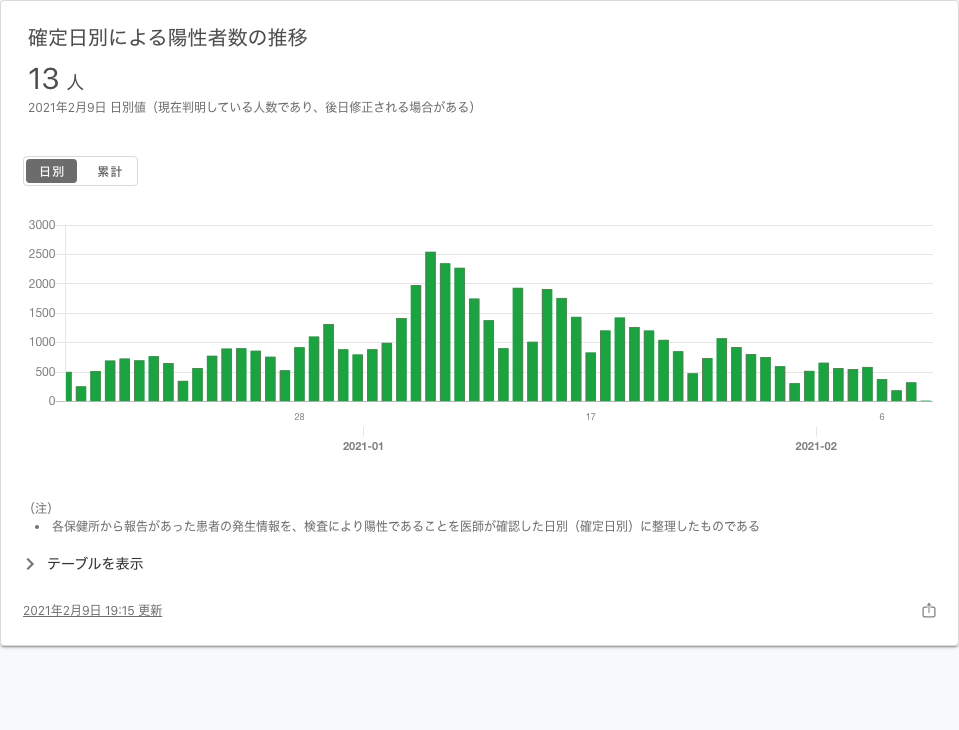 確定日別による陽性者数の推移
13 人
2021年2月9日 日別値（現在判明している人数であり、後日修正される場合がある）
日別 累計
3000
2500
2000
1500
1000
500
0
28 17 6
2021-01 2021-02
（注）
• 各保健所から報告があった患者の発生情報を、検査により陽性であることを医師が確認した日別（確定日別）に整理したものである
テーブルを表示
2021年2月9日 19:15 更新